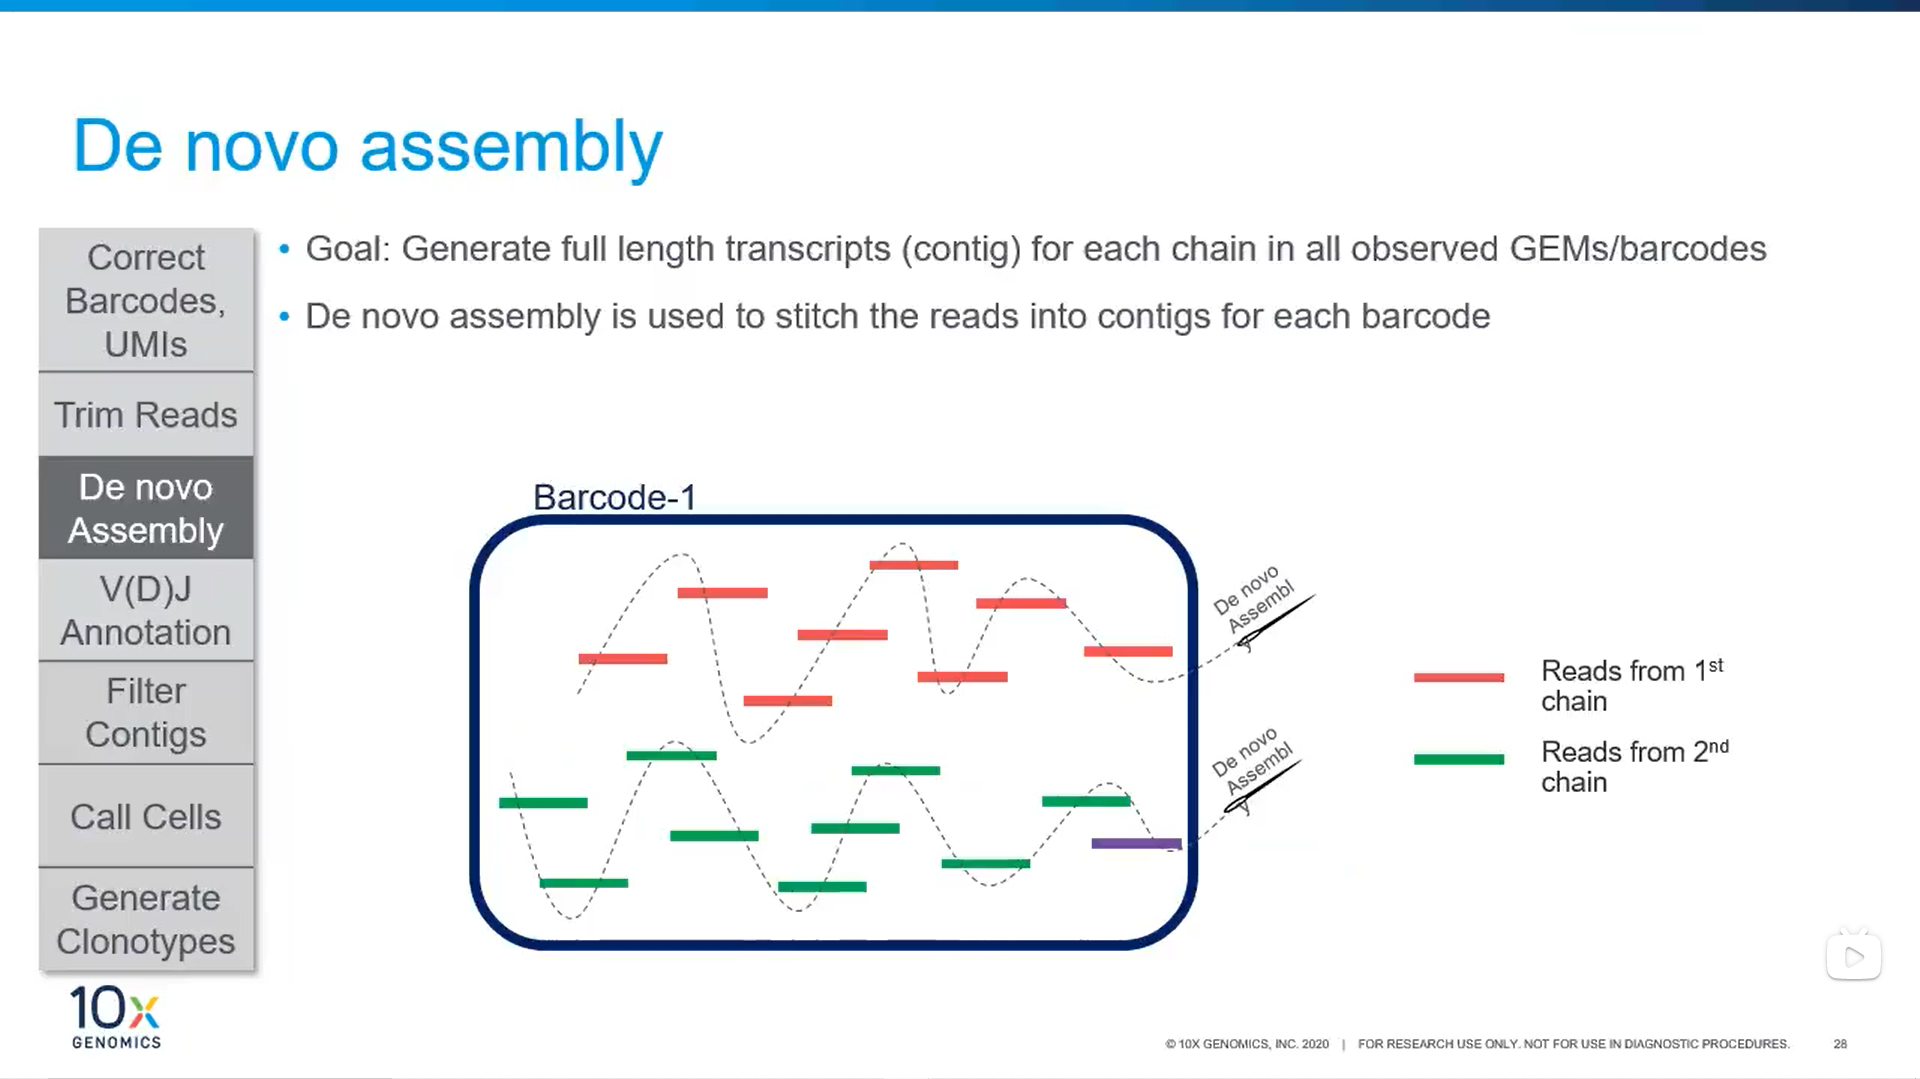 De novo assembly
Correct
Barcodes,
UMIs
Trim Reads
De novo
Assembly
V(D)J
Annotation
Filter
Contigs
Call Cells
Generate
Clonotypes
• Goal: Generate full length transcripts (contig) for each chain in all observed GEMs/barcodes
• De novo assembly is used to stitch the reads into contigs for each barcode
Barcode-1
De novo
Assembl
y
De novo
Assembl
y
Reads from 1st
chain
Reads from 2nd
chain
10x
GENOMICS
© 10X GENOMICS, INC. 2020 | FOR RESEARCH USE ONLY. NOT FOR USE IN DIAGNOSTIC PROCEDURES. 28